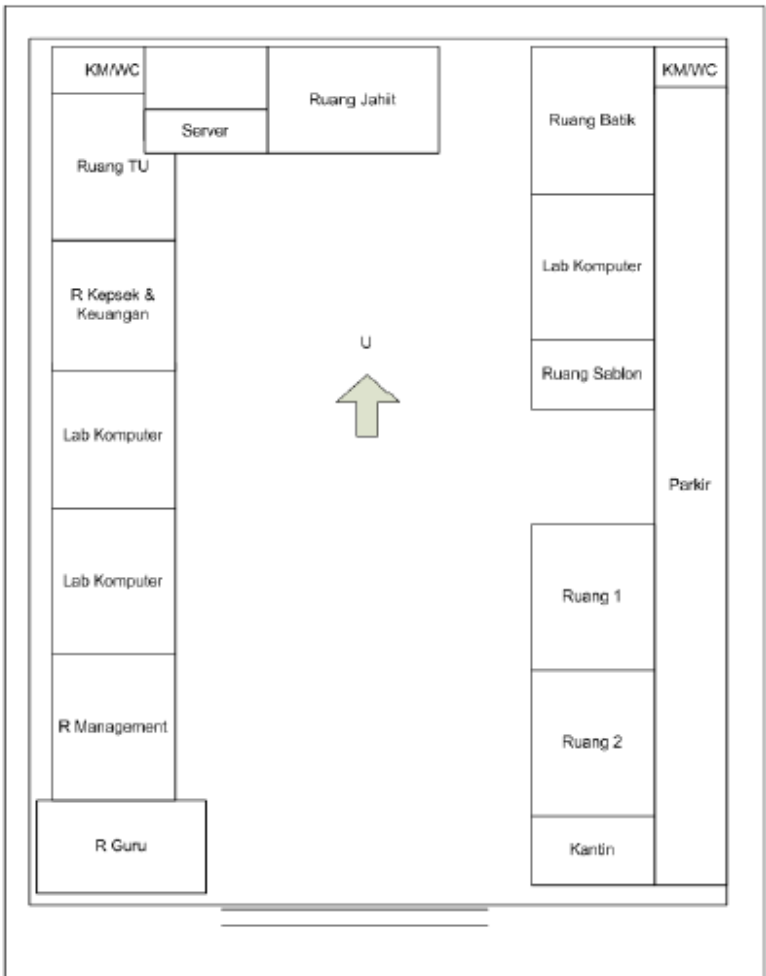 KM/WC
Ruang Jahit
KM/WC
Server
Ruang Batik
Ruang TU
Lab Komputer
R Kepsek &
Keuangan
U
Ruang Sablon
Lab Komputer
Parkir
Lab Komputer
Ruang 1
R Management
Ruang 2
R Guru
Kantin